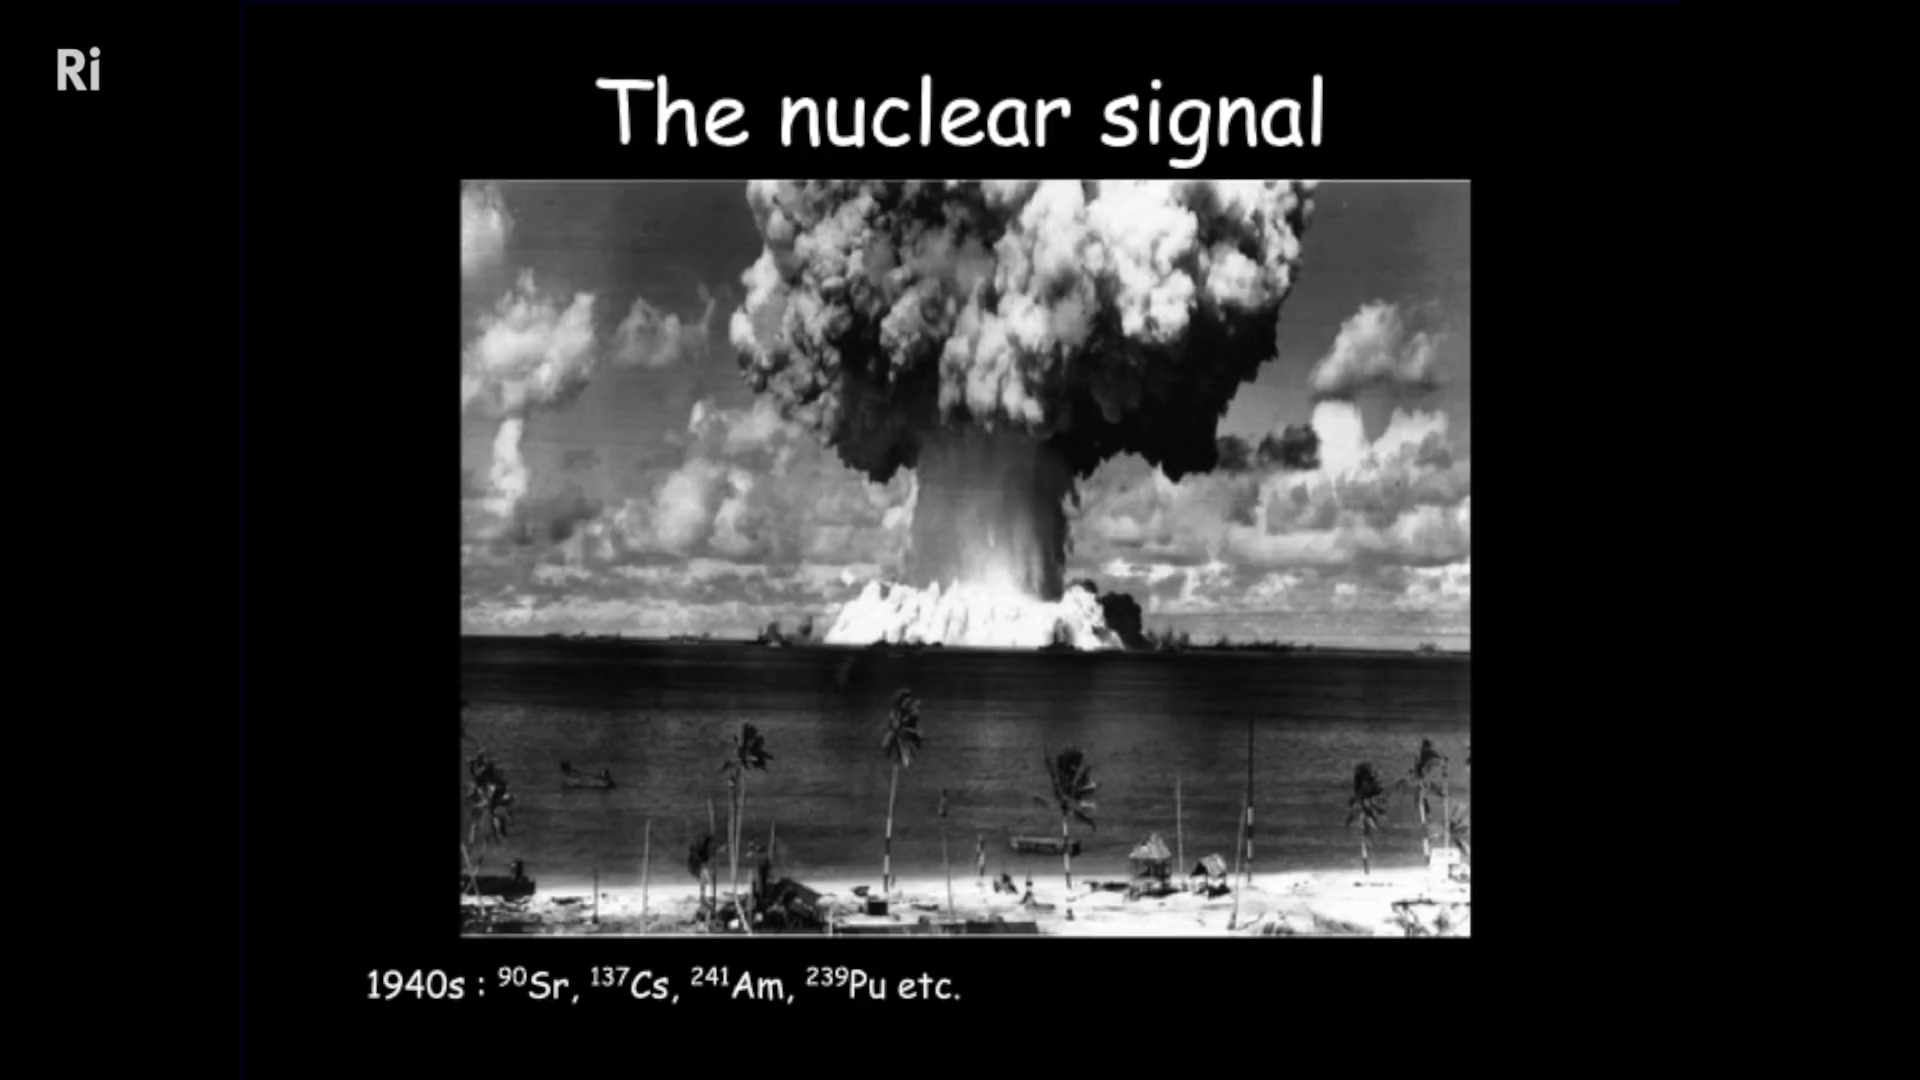 Ri
The nuclear signal
1940s : ⁹⁰Sr, ¹³⁷Cs, ²⁴¹Am, ²³⁹Pu etc.